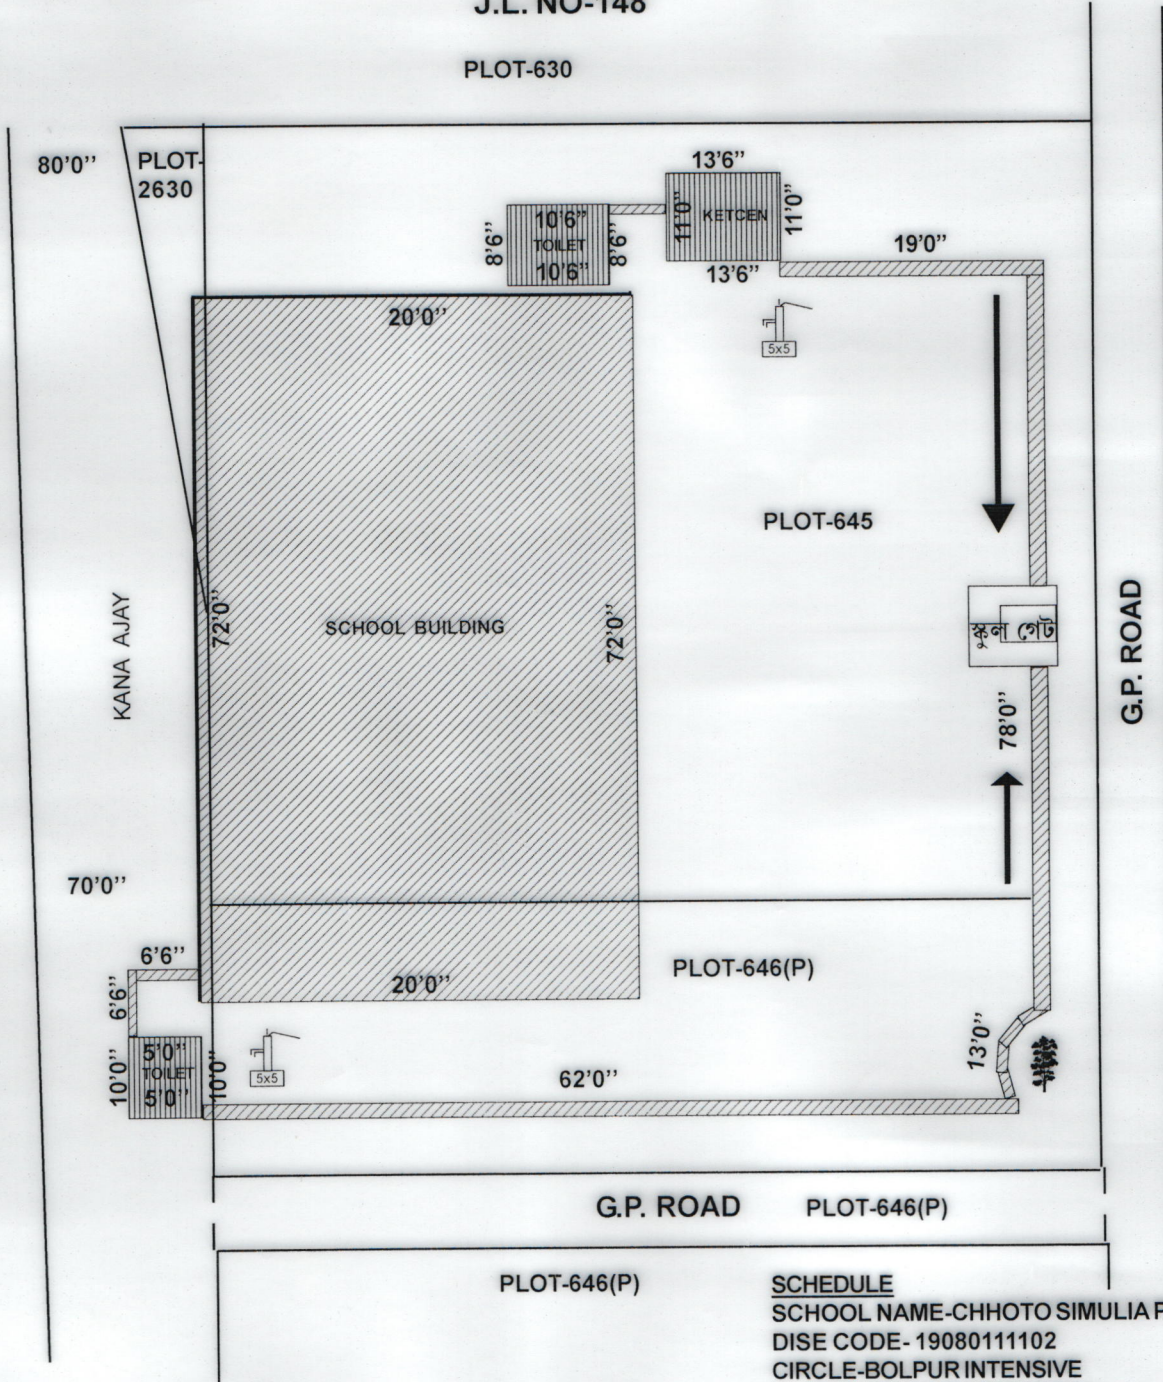 J.L. NO-148
PLOT-630
80'0"
PLOT-
2630
13'6"
11'0"
KETCEN
11'0"
13'6"
10'6"
8'6"
TOILET
8'6"
10'6"
19'0"
20'0"
5x5
PLOT-645
72'0"
SCHOOL BUILDING
72'0"
স্কুল গেট
KANA AJAY
G.P. ROAD
78'0"
70'0"
6'6"
6'6"
20'0"
PLOT-646(P)
13'0"
5'0"
10'0"
TOILET
10'0"
5'0"
5x5
62'0"
G.P. ROAD PLOT-646(P)
PLOT-646(P)
SCHEDULE
SCHOOL NAME-CHHOTO SIMULIA P
DISE CODE- 19080111102
CIRCLE-BOLPUR INTENSIVE